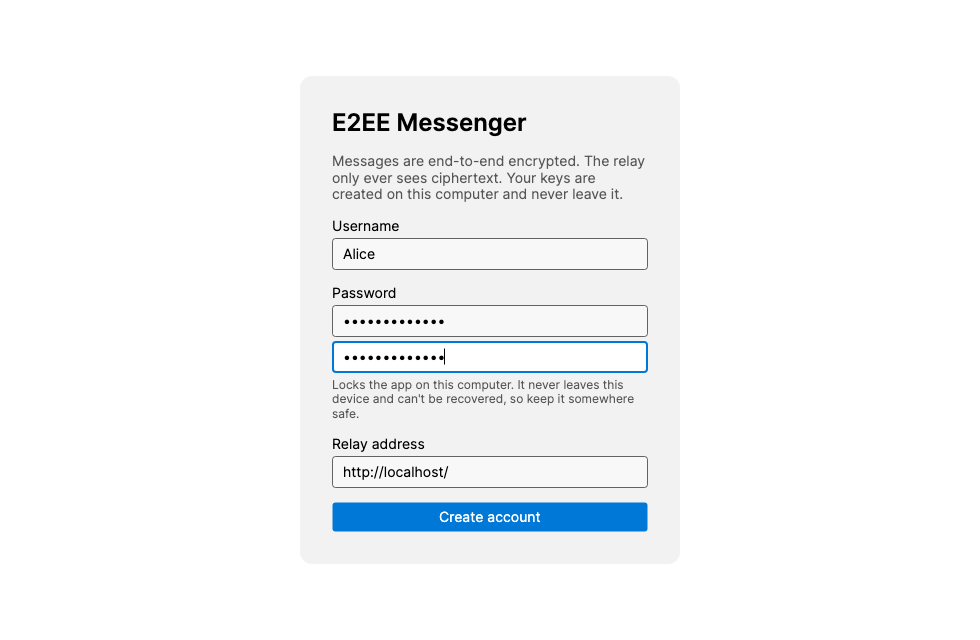 E2EE Messenger
Messages are end-to-end encrypted. The relay
only ever sees ciphertext. Your keys are
created on this computer and never leave it.
Username
Alice
Password
•••••••••••••
•••••••••••••
Locks the app on this computer. It never leaves this
device and can't be recovered, so keep it somewhere
safe.
Relay address
http://localhost/
Create account